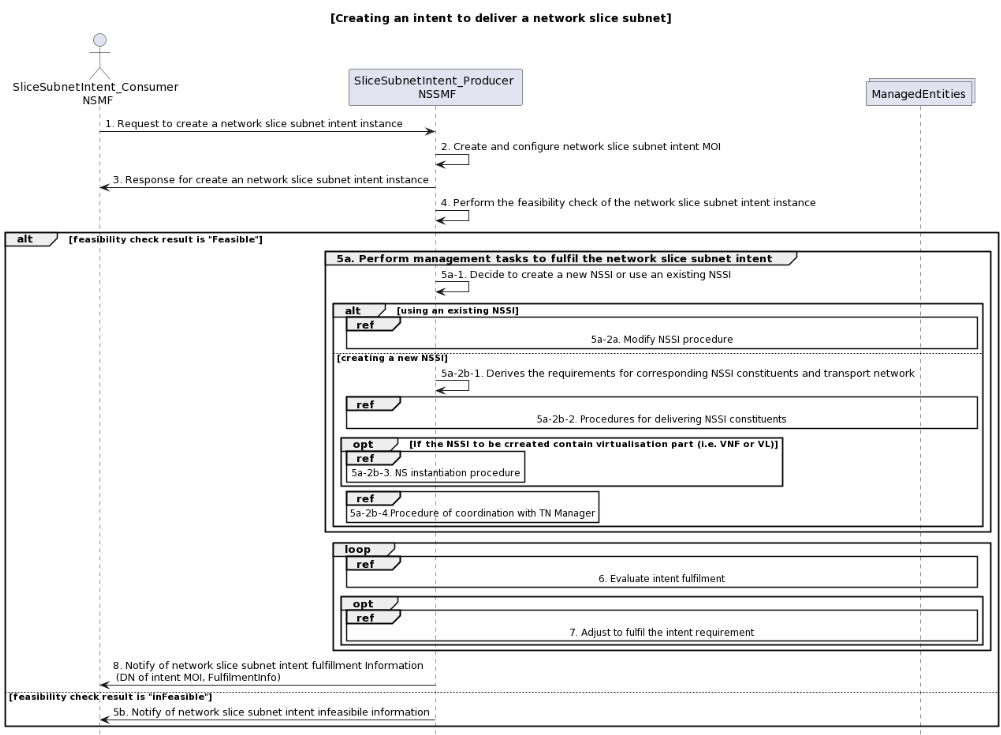 [Creating an intent to deliver a network slice subnet]
SliceSubnetIntent_Consumer
NSMF
SliceSubnetIntent_Producer
NSSMF
ManagedEntities
1. Request to create a network slice subnet intent instance
2. Create and configure network slice subnet intent MOI
3. Response for create an network slice subnet intent instance
4. Perform the feasibility check of the network slice subnet intent instance
alt [feasibility check result is "Feasible"]
5a. Perform management tasks to fulfil the network slice subnet intent
5a-1. Decide to create a new NSSI or use an existing NSSI
alt [using an existing NSSI]
ref
5a-2a. Modify NSSI procedure
[creating a new NSSI]
5a-2b-1. Derives the requirements for corresponding NSSI constituents and transport network
ref
5a-2b-2. Procedures for delivering NSSI constituents
opt [If the NSSI to be crreated contain virtualisation part (i.e. VNF or VL)]
ref
5a-2b-3. NS instantiation procedure
ref
5a-2b-4.Procedure of coordination with TN Manager
loop
ref
6. Evaluate intent fulfilment
opt
ref
7. Adjust to fulfil the intent requirement
8. Notify of network slice subnet intent fulfillment Information
(DN of intent MOI, FulfilmentInfo)
[feasibility check result is "inFeasible"]
5b. Notify of network slice subnet intent infeasibile information